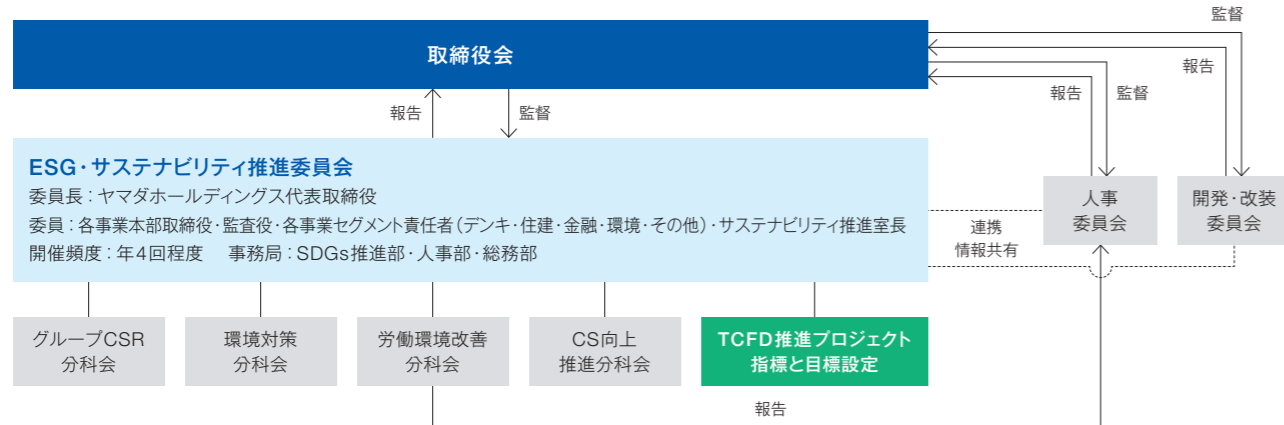 監督
取締役会
報告
報告
監督
報告
監督
ESG・サステナビリティ推進委員会
委員長：ヤマダホールディングス代表取締役
委員：各事業本部取締役・監査役・各事業セグメント責任者（デンキ・住建・金融・環境・その他）・サステナビリティ推進室長
開催頻度：年4回程度　事務局：SDGs推進部・人事部・総務部
人事
委員会
開発・改装
委員会
連携
情報共有
グループCSR
分科会
環境対策
分科会
労働環境改善
分科会
CS向上
推進分科会
TCFD推進プロジェクト
指標と目標設定
報告